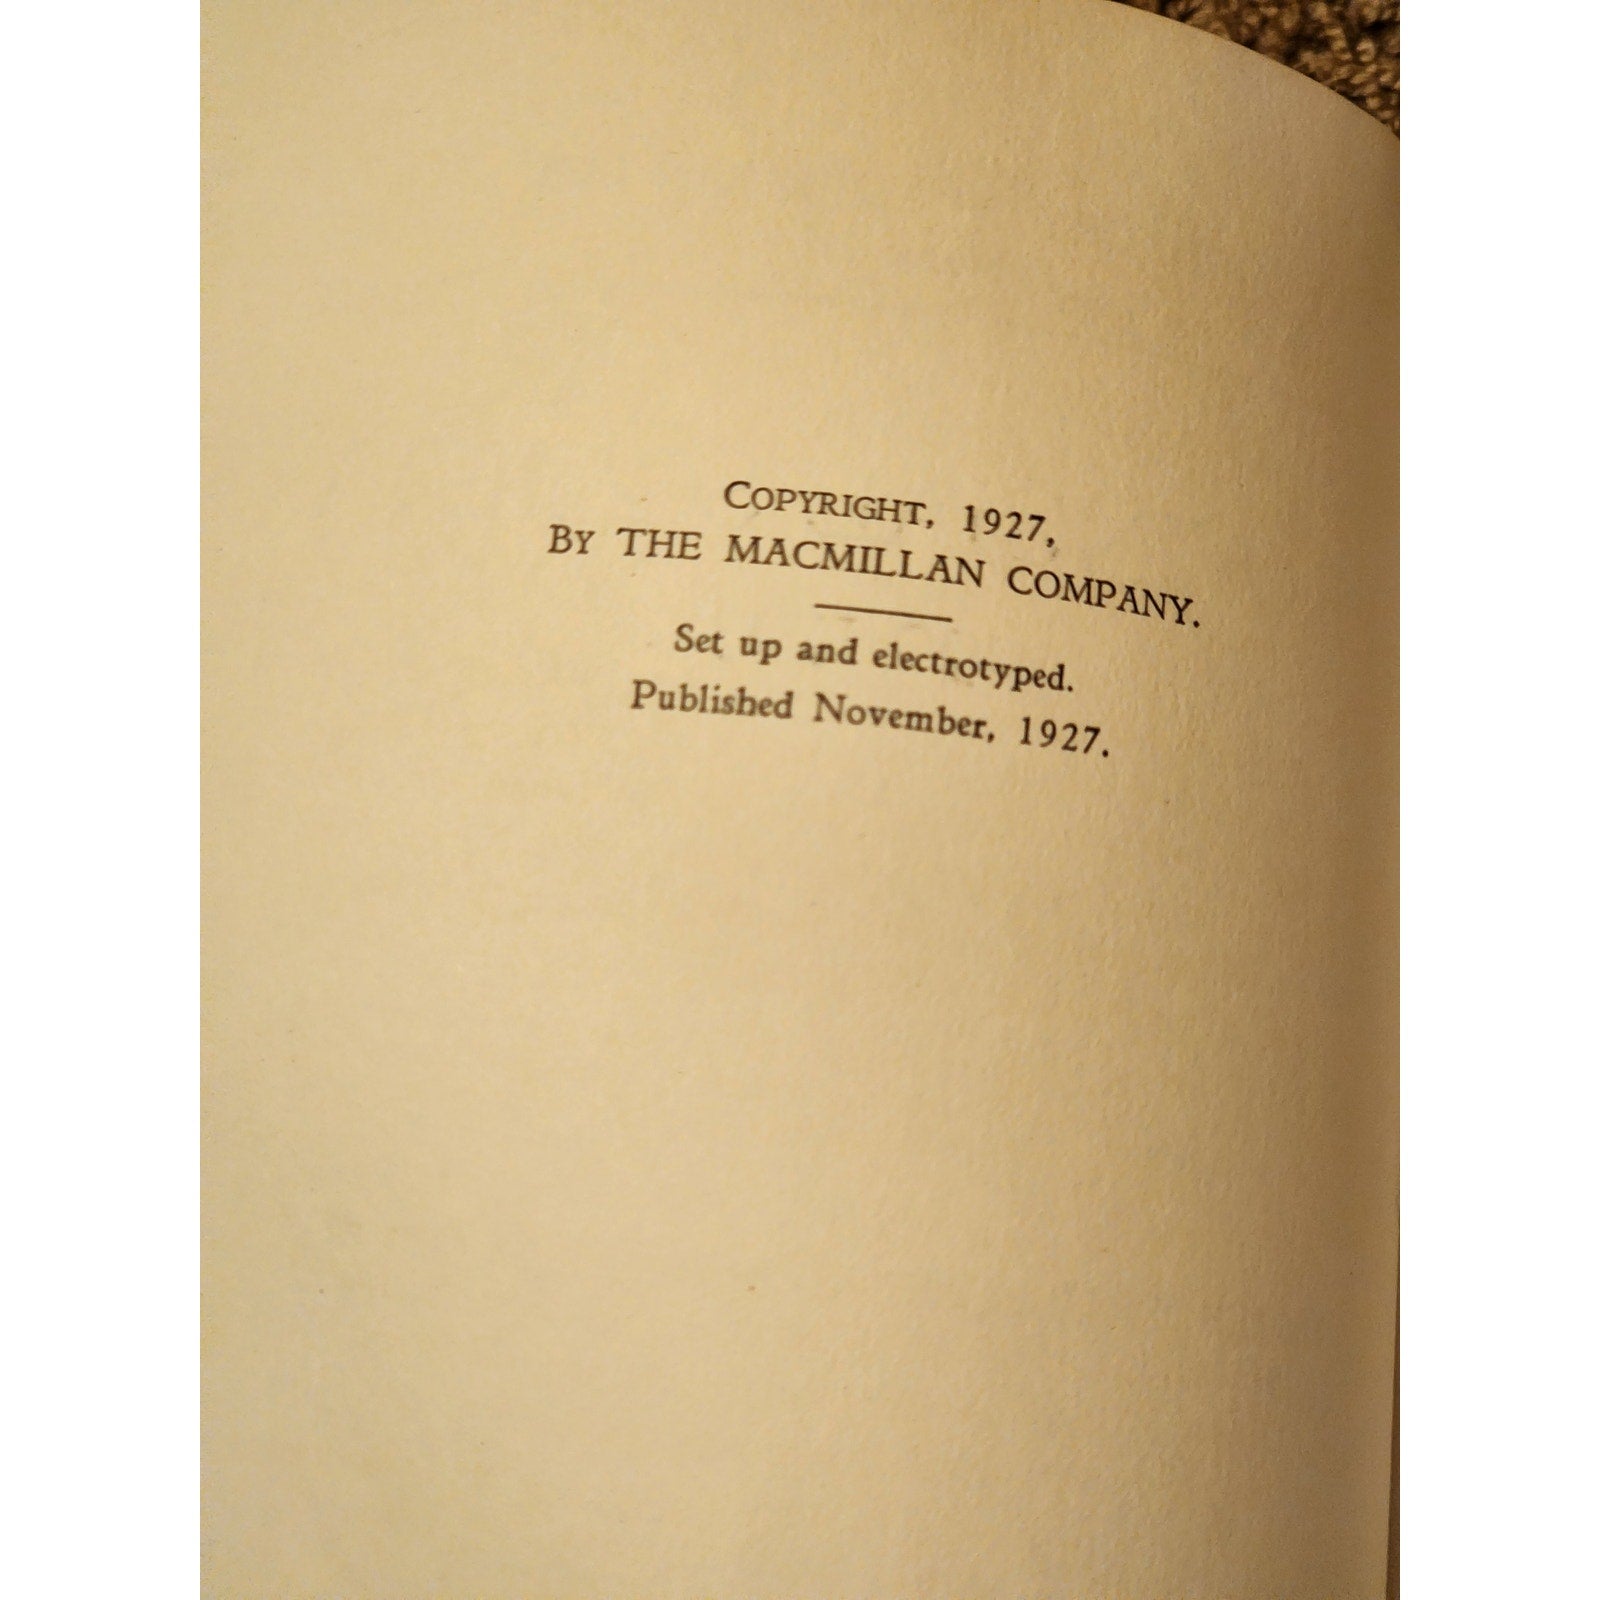 COPYRIGHT, 1927,
BY THE MACMILLAN COMPANY.
Set up and electrotyped.
Published November, 1927.